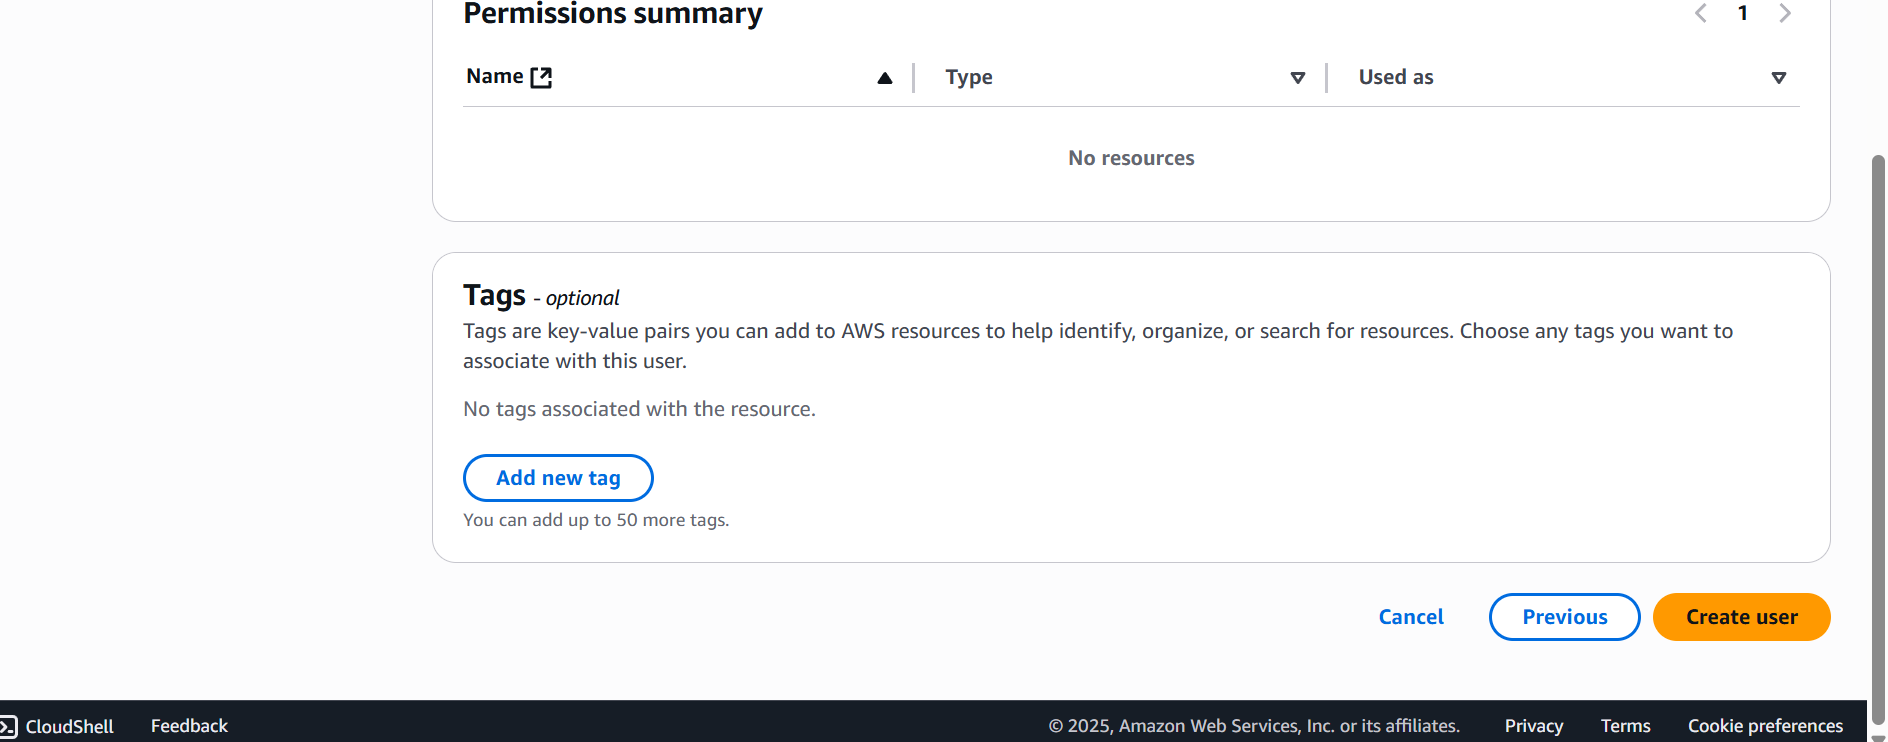 Permissions summary
1
Name
Type
Used as
No resources
Tags - optional
Tags are key-value pairs you can add to AWS resources to help identify, organize, or search for resources. Choose any tags you want to
associate with this user.
No tags associated with the resource.
Add new tag
You can add up to 50 more tags.
Cancel
Previous
Create user
CloudShell
Feedback
© 2025, Amazon Web Services, Inc. or its affiliates.
Privacy
Terms
Cookie preferences